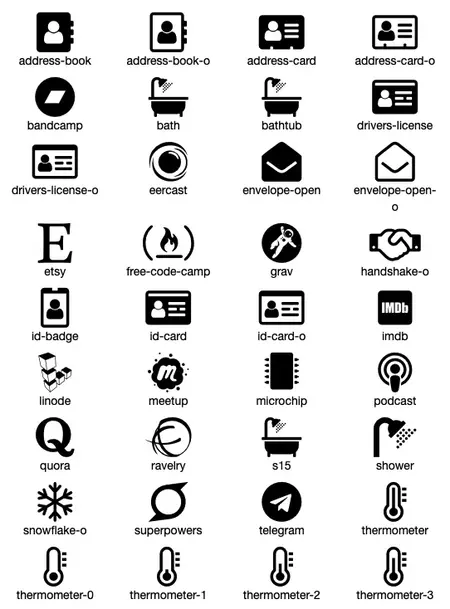 address-book address-book-o address-card address-card-o
bandcamp bath bathtub drivers-license
drivers-license-o eercast envelope-open envelope-open-
o
E
etsy free-code-camp grav handshake-o
IMDb
id-badge id-card id-card-o imdb
m
linode meetup microchip podcast
Q
quora ravelry s15 shower
snowflake-o superpowers telegram thermometer
thermometer-0 thermometer-1 thermometer-2 thermometer-3